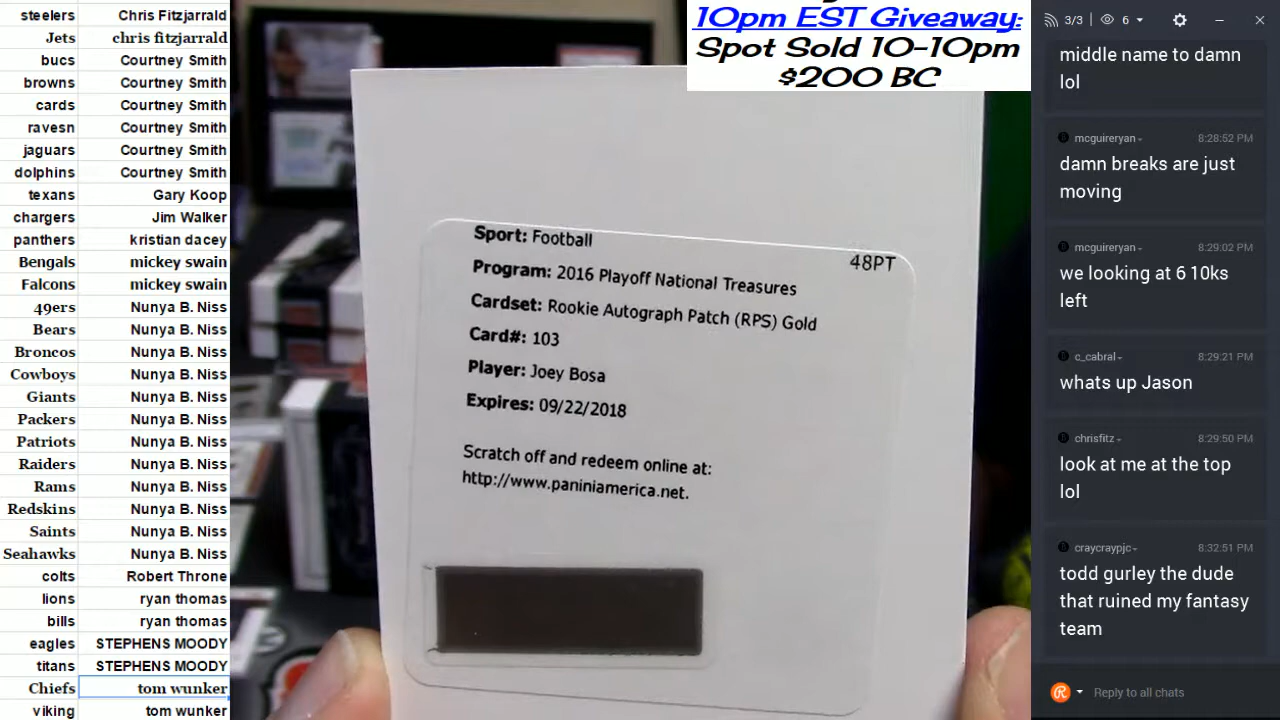 steelers Chris Fitzjarrald
Jets chris fitzjarrald
bucs Courtney Smith
browns Courtney Smith
cards Courtney Smith
ravesn Courtney Smith
jaguars Courtney Smith
dolphins Courtney Smith
texans Gary Koop
chargers Jim Walker
panthers kristian dacey
Bengals mickey swain
Falcons mickey swain
49ers Nunya B. Niss
Bears Nunya B. Niss
Broncos Nunya B. Niss
Cowboys Nunya B. Niss
Giants Nunya B. Niss
Packers Nunya B. Niss
Patriots Nunya B. Niss
Raiders Nunya B. Niss
Rams Nunya B. Niss
Redskins Nunya B. Niss
Saints Nunya B. Niss
Seahawks Nunya B. Niss
colts Robert Throne
lions ryan thomas
bills ryan thomas
eagles STEPHENS MOODY
titans STEPHENS MOODY
Chiefs tom wunker
viking tom wunker
10pm EST Giveaway:
Spot Sold 10-10pm
$200 BC
48PT
Sport: Football
Program: 2016 Playoff National Treasures
Cardset: Rookie Autograph Patch (RPS) Gold
Card#: 103
Player: Joey Bosa
Expires: 09/22/2018
Scratch off and redeem online at:
http://www.paniniamerica.net.
3/3 6
middle name to damn
lol
mcguireryan 8:28:52 PM
damn breaks are just
moving
mcguireryan 8:29:02 PM
we looking at 6 10ks
left
c_cabral 8:29:21 PM
whats up Jason
chrisfitz 8:29:50 PM
look at me at the top
lol
craycraypjc 8:32:51 PM
todd gurley the dude
that ruined my fantasy
team
Reply to all chats